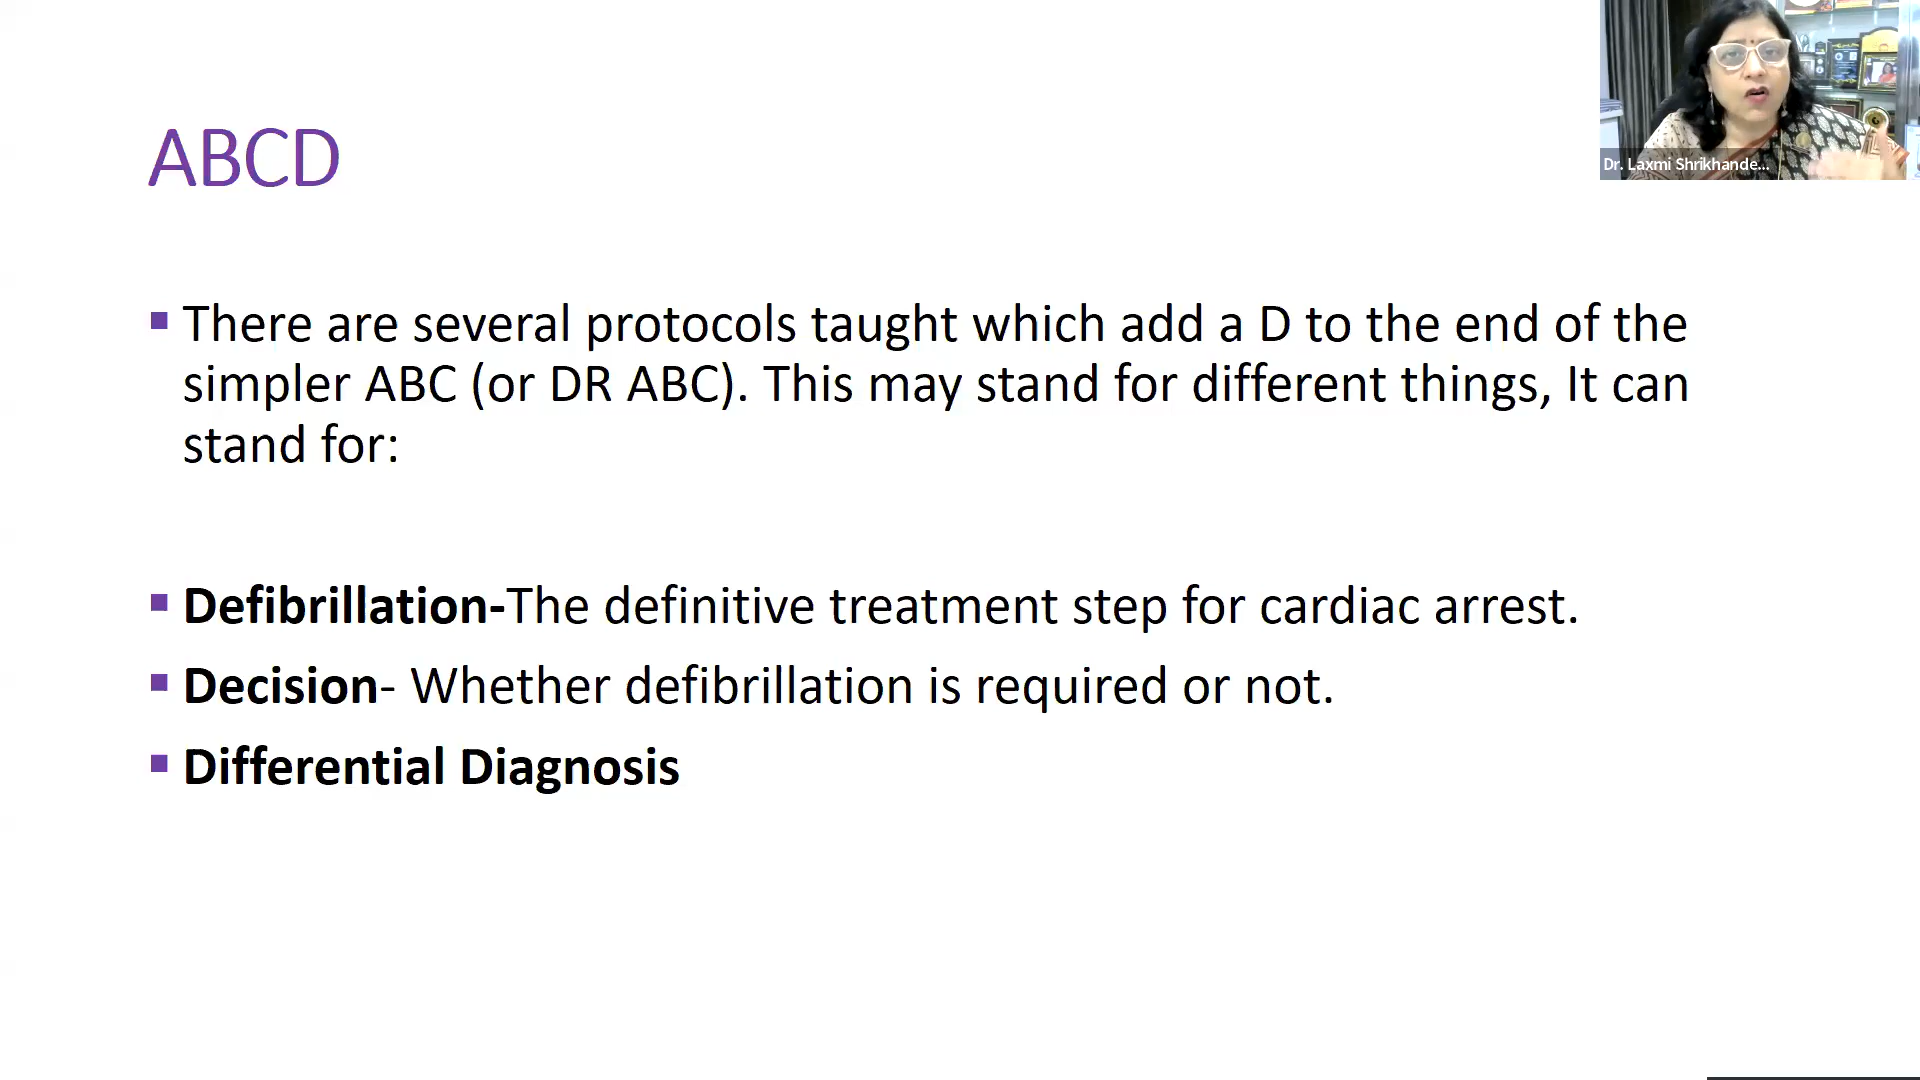 ABCD
Dr. Laxmi Shrikhande...
There are several protocols taught which add a D to the end of the
simpler ABC (or DR ABC). This may stand for different things, It can
stand for:
Defibrillation-The definitive treatment step for cardiac arrest.
Decision- Whether defibrillation is required or not.
Differential Diagnosis